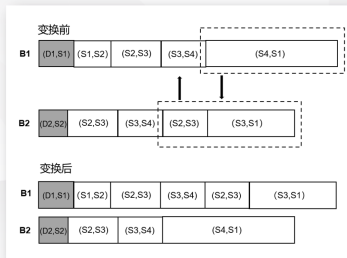 变换前
B1 (D1,S1) (S1,S2) (S2,S3) (S3,S4) (S4,S1)
B2 (D2,S2) (S2,S3) (S3,S4) (S2,S3) (S3,S1)
变换后
B1 (D1,S1) (S1,S2) (S2,S3) (S3,S4) (S2,S3) (S3,S1)
B2 (D2,S2) (S2,S3) (S3,S4) (S4,S1)